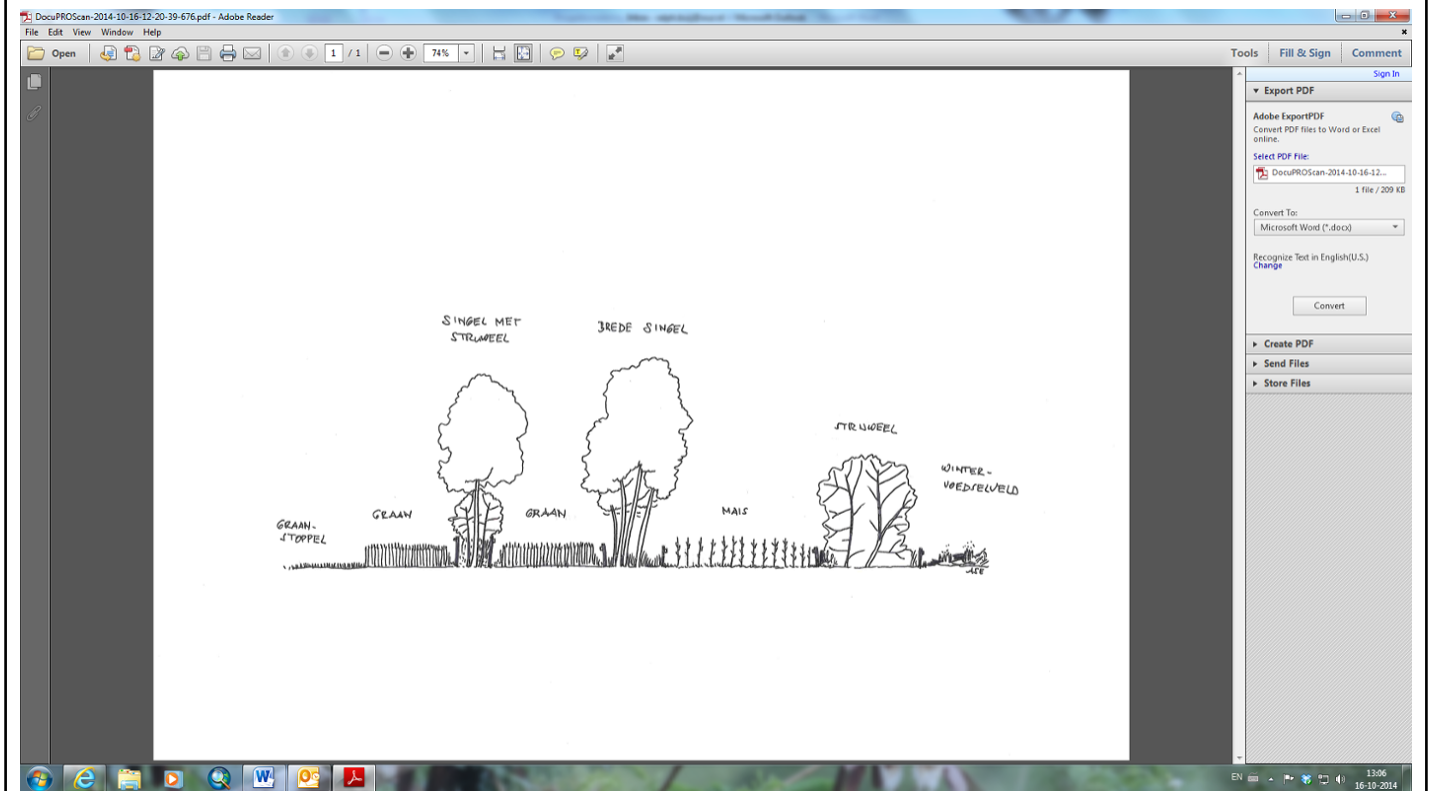 DocuPROScan-2014-10-16-12-20-39-676.pdf - Adobe Reader
File Edit View Window Help
Open 1 / 1 74% Tools Fill & Sign Comment
Sign In
Export PDF
Adobe ExportPDF
Convert PDF files to Word or Excel
online.
Select PDF File:
DocuPROScan-2014-10-16-12...
1 file / 209 KB
Convert To:
Microsoft Word (*.docx)
Recognize Text in English(U.S.)
Change
Convert
Create PDF
Send Files
Store Files
SINGEL MET
STRUWEEL
BREDE SINGEL
STRUWEEL
WINTER-
VOEDSELVELD
GRAAN-
STOPPEL
GRAAN
GRAAN
MAIS
EN
13:06
16-10-2014